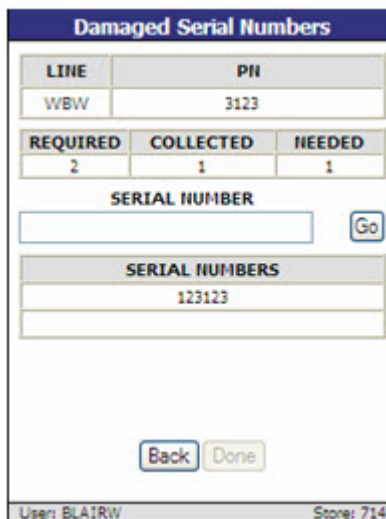 Damaged Serial Numbers
LINE PN
WBW 3123
REQUIRED COLLECTED NEEDED
2 1 1
SERIAL NUMBER
Go
SERIAL NUMBERS
123123
Back Done
User: BLAIRW Store: 714